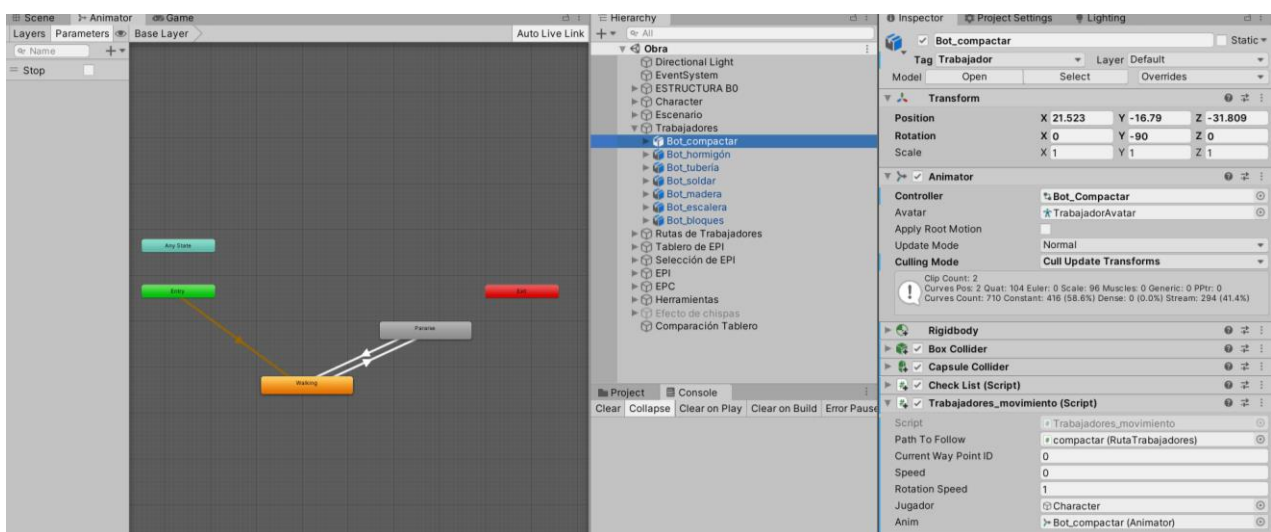 Scene Animator Game
Layers Parameters Base Layer Auto Live Link
Name
Stop
Any State
Entry
Exit
Pararse
Walking
Hierarchy
All
Obra
Directional Light
EventSystem
ESTRUCTURA B0
Character
Escenario
Trabajadores
Bot_compactar
Bot_hormigón
Bot_tubería
Bot_soldar
Bot_madera
Bot_escalera
Bot_bloques
Rutas de Trabajadores
Tablero de EPI
Selección de EPI
EPI
EPC
Herramientas
Efecto de chispas
Comparación Tablero
Project Console
Clear Collapse Clear on Play Clear on Build Error Pause
Inspector Project Settings Lighting
Bot_compactar Static
Tag Trabajador Layer Default
Model Open Select Overrides
Transform
Position X 21.523 Y -16.79 Z -31.809
Rotation X 0 Y -90 Z 0
Scale X 1 Y 1 Z 1
Animator
Controller Bot_Compactar
Avatar TrabajadorAvatar
Apply Root Motion
Update Mode Normal
Culling Mode Cull Update Transforms
Clip Count: 2
Curves Pos: 2 Quat: 104 Euler: 0 Scale: 96 Muscles: 0 Generic: 0 PPtr: 0
Curves Count: 710 Constant: 416 (58.6%) Dense: 0 (0.0%) Stream: 294 (41.4%)
Rigidbody
Box Collider
Capsule Collider
Check List (Script)
Trabajadores_movimiento (Script)
Script Trabajadores_movimiento
Path To Follow compactar (RutaTrabajadores)
Current Way Point ID 0
Speed 0
Rotation Speed 1
Jugador Character
Anim Bot_compactar (Animator)